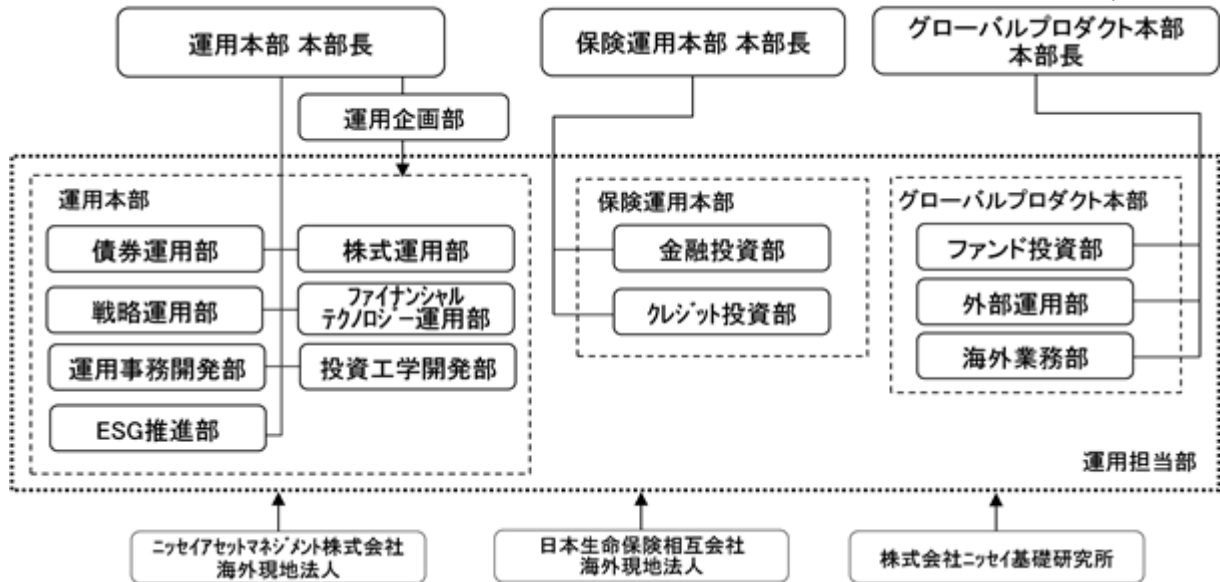 運用本部 本部長
保険運用本部 本部長
グローバルプロダクト本部
本部長
運用企画部
運用本部
債券運用部
株式運用部
戦略運用部
ファイナンシャル
テクノロジー運用部
運用事務開発部
投資工学開発部
ESG推進部
保険運用本部
金融投資部
クレジット投資部
グローバルプロダクト本部
ファンド投資部
外部運用部
海外業務部
運用担当部
ニッセイアセットマネジメント株式会社
海外現地法人
日本生命保険相互会社
海外現地法人
株式会社ニッセイ基礎研究所